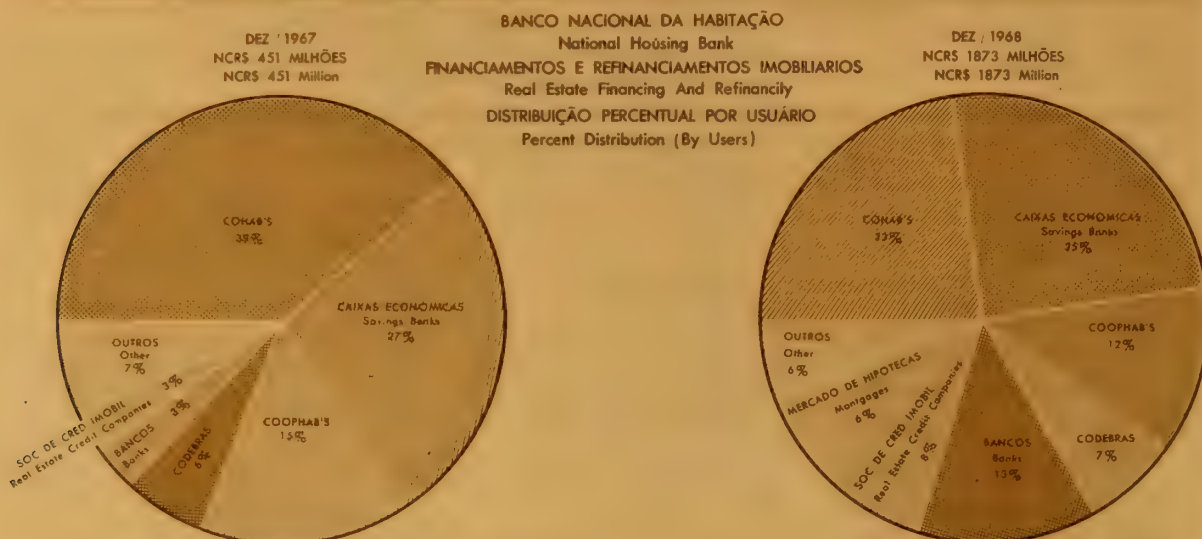 BANCO NACIONAL DA HABITAÇÃO
National Housing Bank
FINANCIAMENTOS E REFINANCIAMENTOS IMOBILIARIOS
Real Estate Financing And Refinancily
DISTRIBUIÇÃO PERCENTUAL POR USUÁRIO
Percent Distribution (By Users)
DEZ ' 1967
NCR$ 451 MILHÕES
NCR$ 451 Million
COHAB'S
39%
CAIXAS ECONOMICAS
Savings Banks
27%
COOPHAB'S
15%
CODEBRAS
6%
BANCOS
Banks
3%
SOC DE CRED IMOBIL
Real Estate Credit Companies
3%
OUTROS
Other
7%
DEZ , 1968
NCR$ 1873 MILHÕES
NCR$ 1873 Million
COHAB'S
23%
CAIXAS ECONOMICAS
Savings Banks
25%
COOPHAB'S
12%
CODEBRAS
7%
BANCOS
Banks
13%
SOC DE CRED IMOBIL
Real Estate Credit Companies
8%
MERCADO DE HIPOTECAS
Montgages
6%
OUTROS
Other
6%